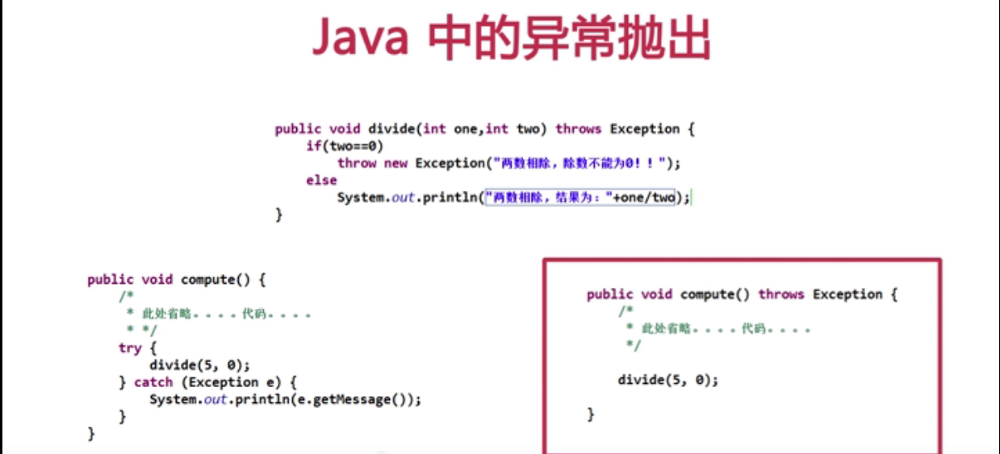 Java 中的异常抛出
public void divide(int one,int two) throws Exception {
if(two==0)
throw new Exception("两数相除，除数不能为0！！");
else
System.out.println("两数相除，结果为："+one/two);
}
public void compute() {
/*
* 此处省略。。。。代码。。。。
* */
try {
divide(5, 0);
} catch (Exception e) {
System.out.println(e.getMessage());
}
}
public void compute() throws Exception {
/*
* 此处省略。。。。代码。。。。
*/
divide(5, 0);
}